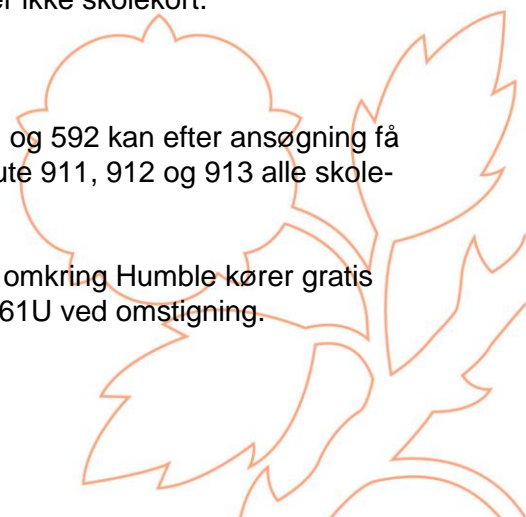 er ikke skolekort.
og 592 kan efter ansøgning få
ute 911, 912 og 913 alle skole-
omkring Humble kører gratis
61U ved omstigning.